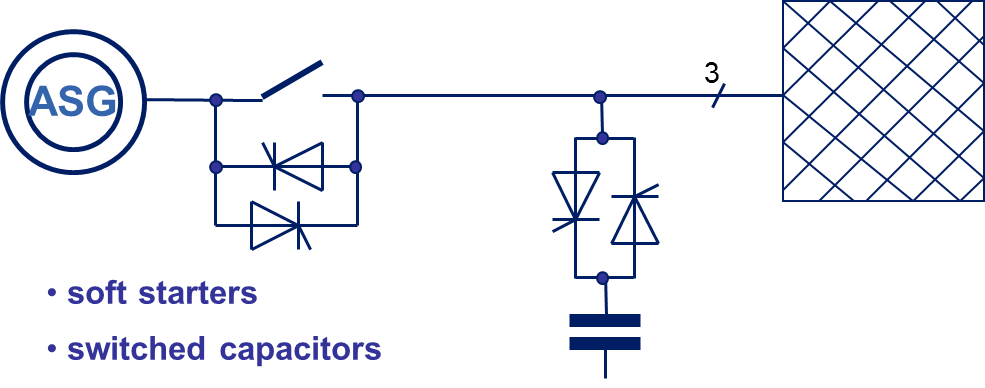 3
ASG
• soft starters
• switched capacitors